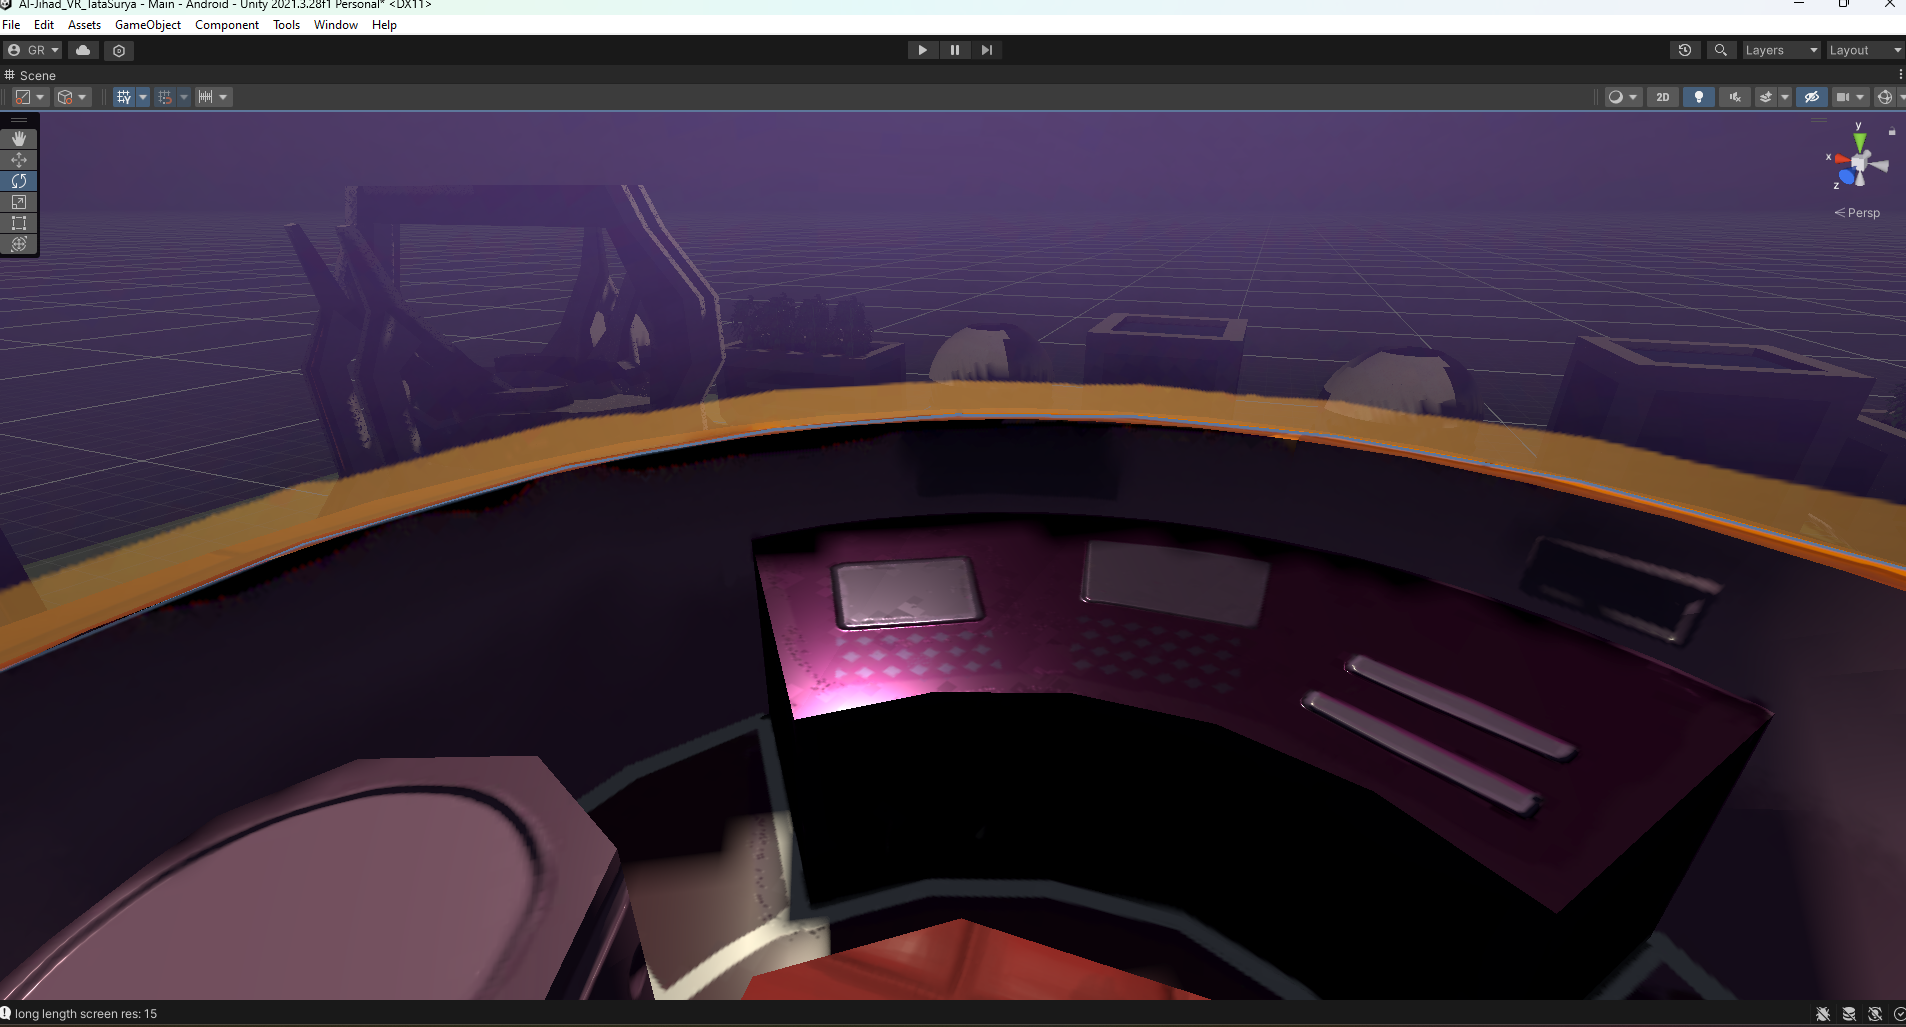 Al-Jihad_VR_TataSurya - Main - Android - Unity 2021.3.28f1 Personal* <DX11>
File Edit Assets GameObject Component Tools Window Help
GR Layers Layout
Scene
2D
y
x
z
Persp
long length screen res: 15